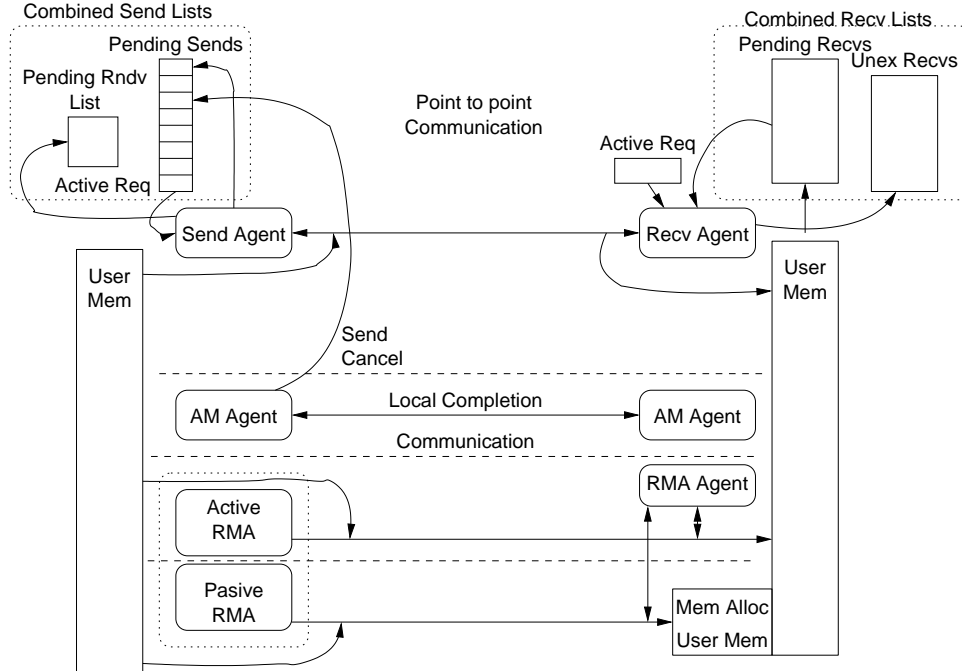 Combined Send Lists
Pending Sends
Pending Rndv
List
Active Req
Send Agent
User
Mem
Point to point
Communication
Combined Recv Lists
Pending Recvs
Unex Recvs
Active Req
Recv Agent
User
Mem
Send
Cancel
AM Agent
Local Completion
AM Agent
Communication
RMA Agent
Active
RMA
Pasive
RMA
Mem Alloc
User Mem